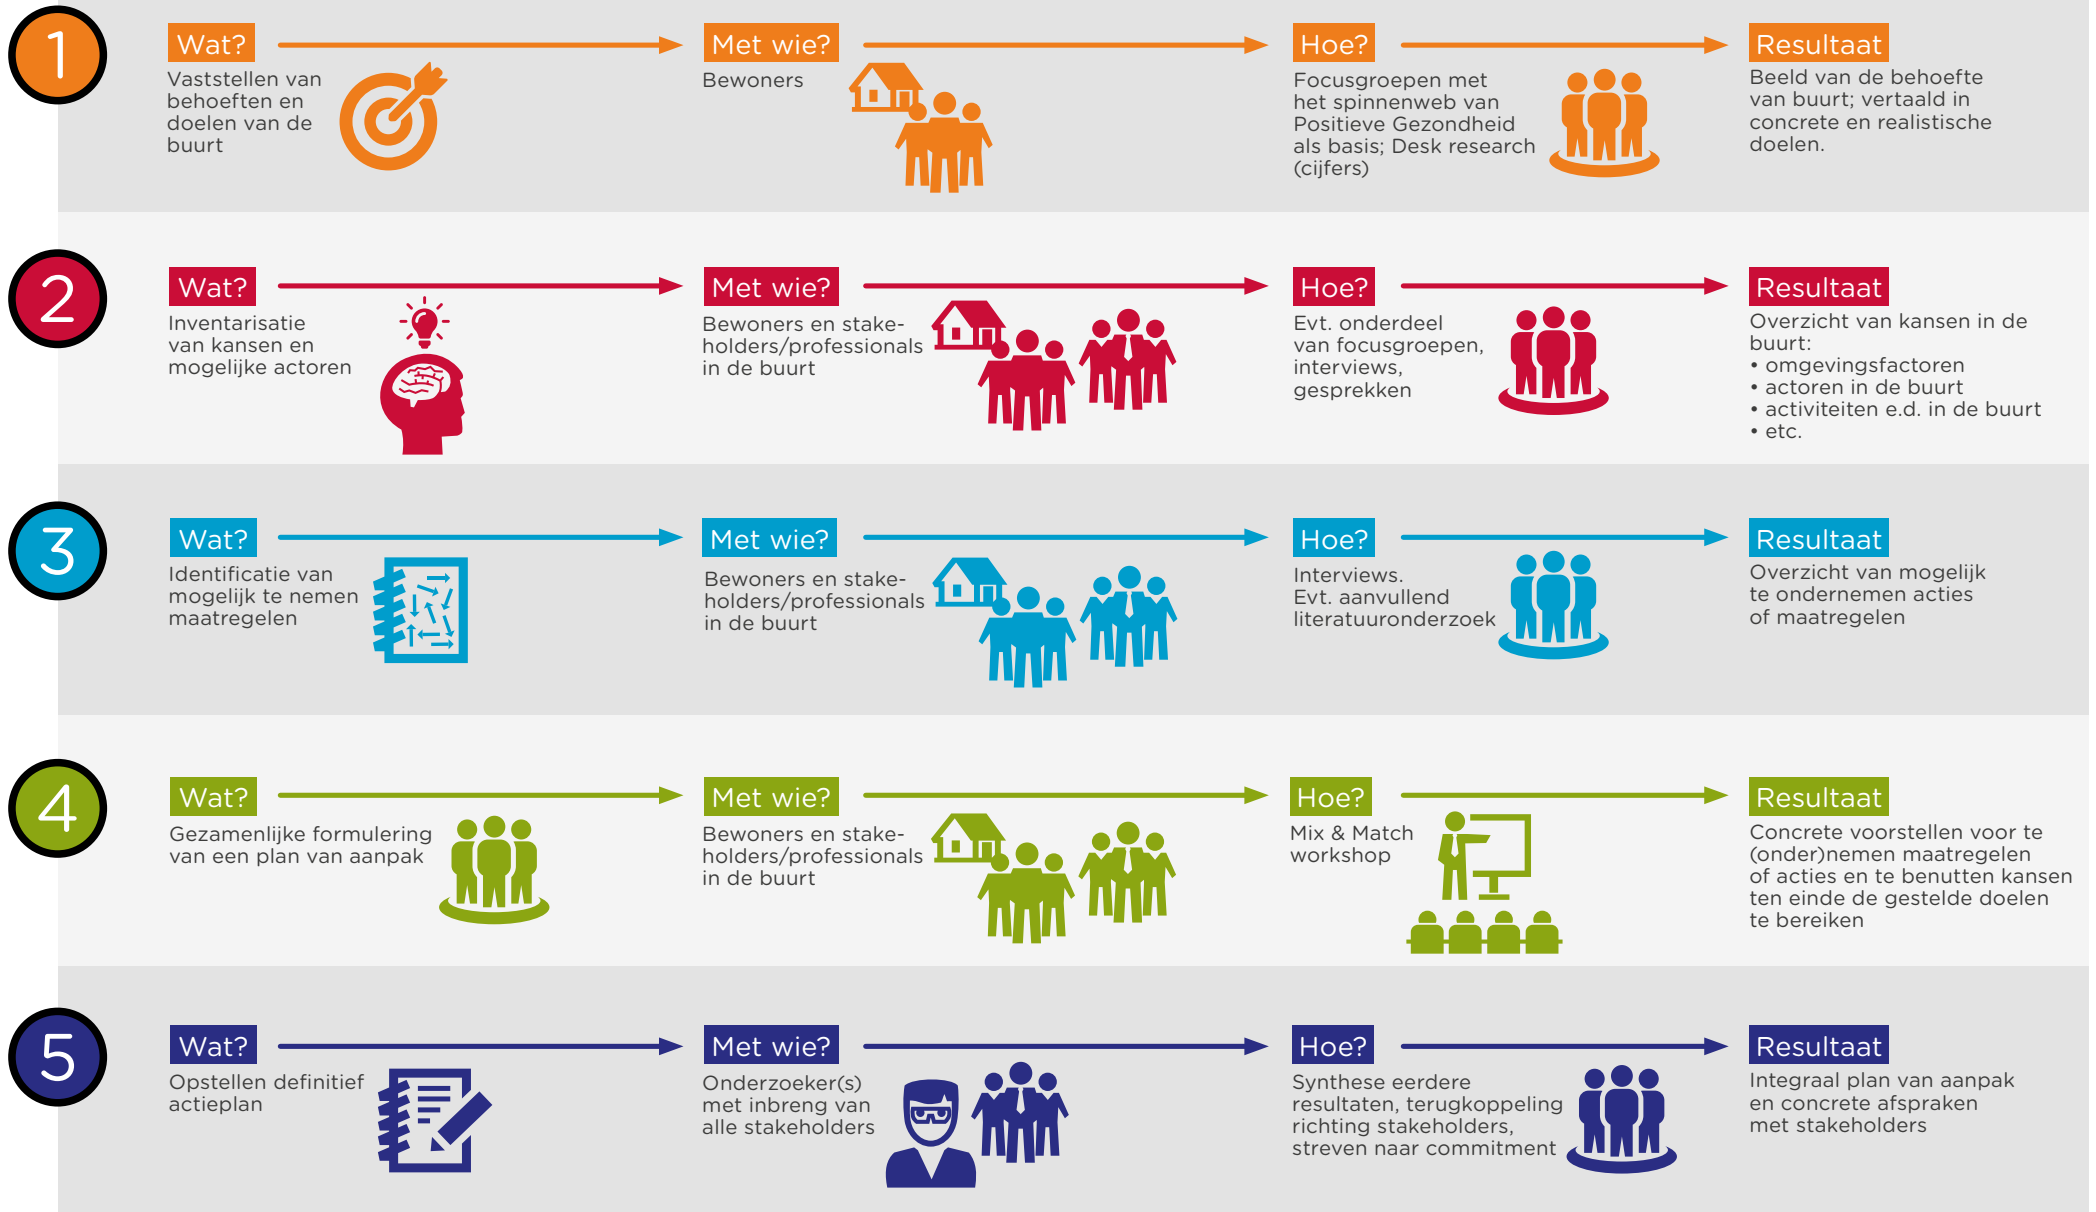 1
Wat?
Vaststellen van
behoeften en
doelen van de
buurt
Met wie?
Bewoners
Hoe?
Focusgroepen met
het spinnenweb van
Positieve Gezondheid
als basis; Desk research
(cijfers)
Resultaat
Beeld van de behoefte
van buurt; vertaald in
concrete en realistische
doelen.
2
Wat?
Inventarisatie
van kansen en
mogelijke actoren
Met wie?
Bewoners en stake-
holders/professionals
in de buurt
Hoe?
Evt. onderdeel
van focusgroepen,
interviews,
gesprekken
Resultaat
Overzicht van kansen in de
buurt:
• omgevingsfactoren
• actoren in de buurt
• activiteiten e.d. in de buurt
• etc.
3
Wat?
Identificatie van
mogelijk te nemen
maatregelen
Met wie?
Bewoners en stake-
holders/professionals
in de buurt
Hoe?
Interviews.
Evt. aanvullend
literatuuronderzoek
Resultaat
Overzicht van mogelijk
te ondernemen acties
of maatregelen
4
Wat?
Gezamenlijke formulering
van een plan van aanpak
Met wie?
Bewoners en stake-
holders/professionals
in de buurt
Hoe?
Mix & Match
workshop
Resultaat
Concrete voorstellen voor te
(onder)nemen maatregelen
of acties en te benutten kansen
ten einde de gestelde doelen
te bereiken
5
Wat?
Opstellen definitief
actieplan
Met wie?
Onderzoeker(s)
met inbreng van
alle stakeholders
Hoe?
Synthese eerdere
resultaten, terugkoppeling
richting stakeholders,
streven naar commitment
Resultaat
Integraal plan van aanpak
en concrete afspraken
met stakeholders